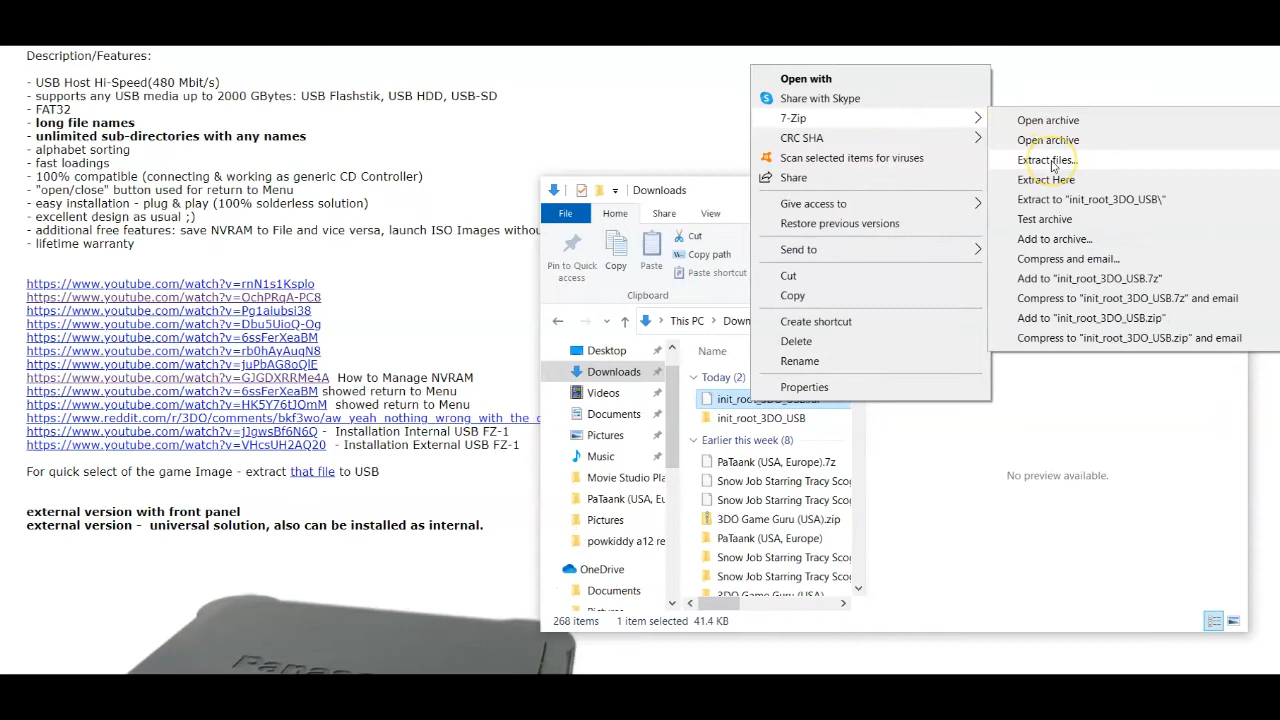 Description/Features:
- USB Host Hi-Speed(480 Mbit/s)
- supports any USB media up to 2000 GBytes: USB Flashstik, USB HDD, USB-SD
- FAT32
- long file names
- unlimited sub-directories with any names
- alphabet sorting
- fast loadings
- 100% compatible (connecting & working as generic CD Controller)
- "open/close" button used for return to Menu
- easy installation - plug & play (100% solderless solution)
- excellent design as usual ;)
- additional free features: save NVRAM to File and vice versa, launch ISO Images withou
- lifetime warranty
https://www.youtube.com/watch?v=rnN1s1Ksplo
https://www.youtube.com/watch?v=OchPRqA-PC8
https://www.youtube.com/watch?v=Pg1aiubsi38
https://www.youtube.com/watch?v=Dbu5UioQ-Og
https://www.youtube.com/watch?v=6ssFerXeaBM
https://www.youtube.com/watch?v=rb0hAyAuqN8
https://www.youtube.com/watch?v=juPbAG8oQlE
https://www.youtube.com/watch?v=GJGDXRRMe4A How to Manage NVRAM
https://www.youtube.com/watch?v=6ssFerXeaBM showed return to Menu
https://www.youtube.com/watch?v=HK5Y76tJQmM showed return to Menu
https://www.reddit.com/r/3DO/comments/bkf3wo/aw_yeah_nothing_wrong_with_the_c
https://www.youtube.com/watch?v=jJgwsBf6N6Q - Installation Internal USB FZ-1
https://www.youtube.com/watch?v=VHcsUH2AQ20 - Installation External USB FZ-1
For quick select of the game Image - extract that file to USB
external version with front panel
external version - universal solution, also can be installed as internal.
Panas
Downloads
File
Home
Share
View
Pin to Quick access
Copy
Paste
Cut
Copy path
Paste shortcut
Clipboard
This PC
Down
Desktop
Downloads
Videos
Documents
Pictures
Music
Movie Studio Pla
PaTaank (USA, Eu
Pictures
powkiddy a12 re
OneDrive
Documents
Name
Today (2)
init_root_3DO_USB
Earlier this week (8)
PaTaank (USA, Europe).7z
Snow Job Starring Tracy Scog
Snow Job Starring Tracy Scog
3DO Game Guru (USA).zip
PaTaank (USA, Europe)
Snow Job Starring Tracy Scog
Snow Job Starring Tracy Scog
3DO Game Guru (USA)
No preview available.
268 items
1 item selected 41.4 KB
Open with
Share with Skype
7-Zip
CRC SHA
Scan selected items for viruses
Share
Give access to
Restore previous versions
Send to
Cut
Copy
Create shortcut
Delete
Rename
Properties
Open archive
Open archive
Extract files...
Extract Here
Extract to "init_root_3DO_USB\"
Test archive
Add to archive...
Compress and email...
Add to "init_root_3DO_USB.7z"
Compress to "init_root_3DO_USB.7z" and email
Add to "init_root_3DO_USB.zip"
Compress to "init_root_3DO_USB.zip" and email